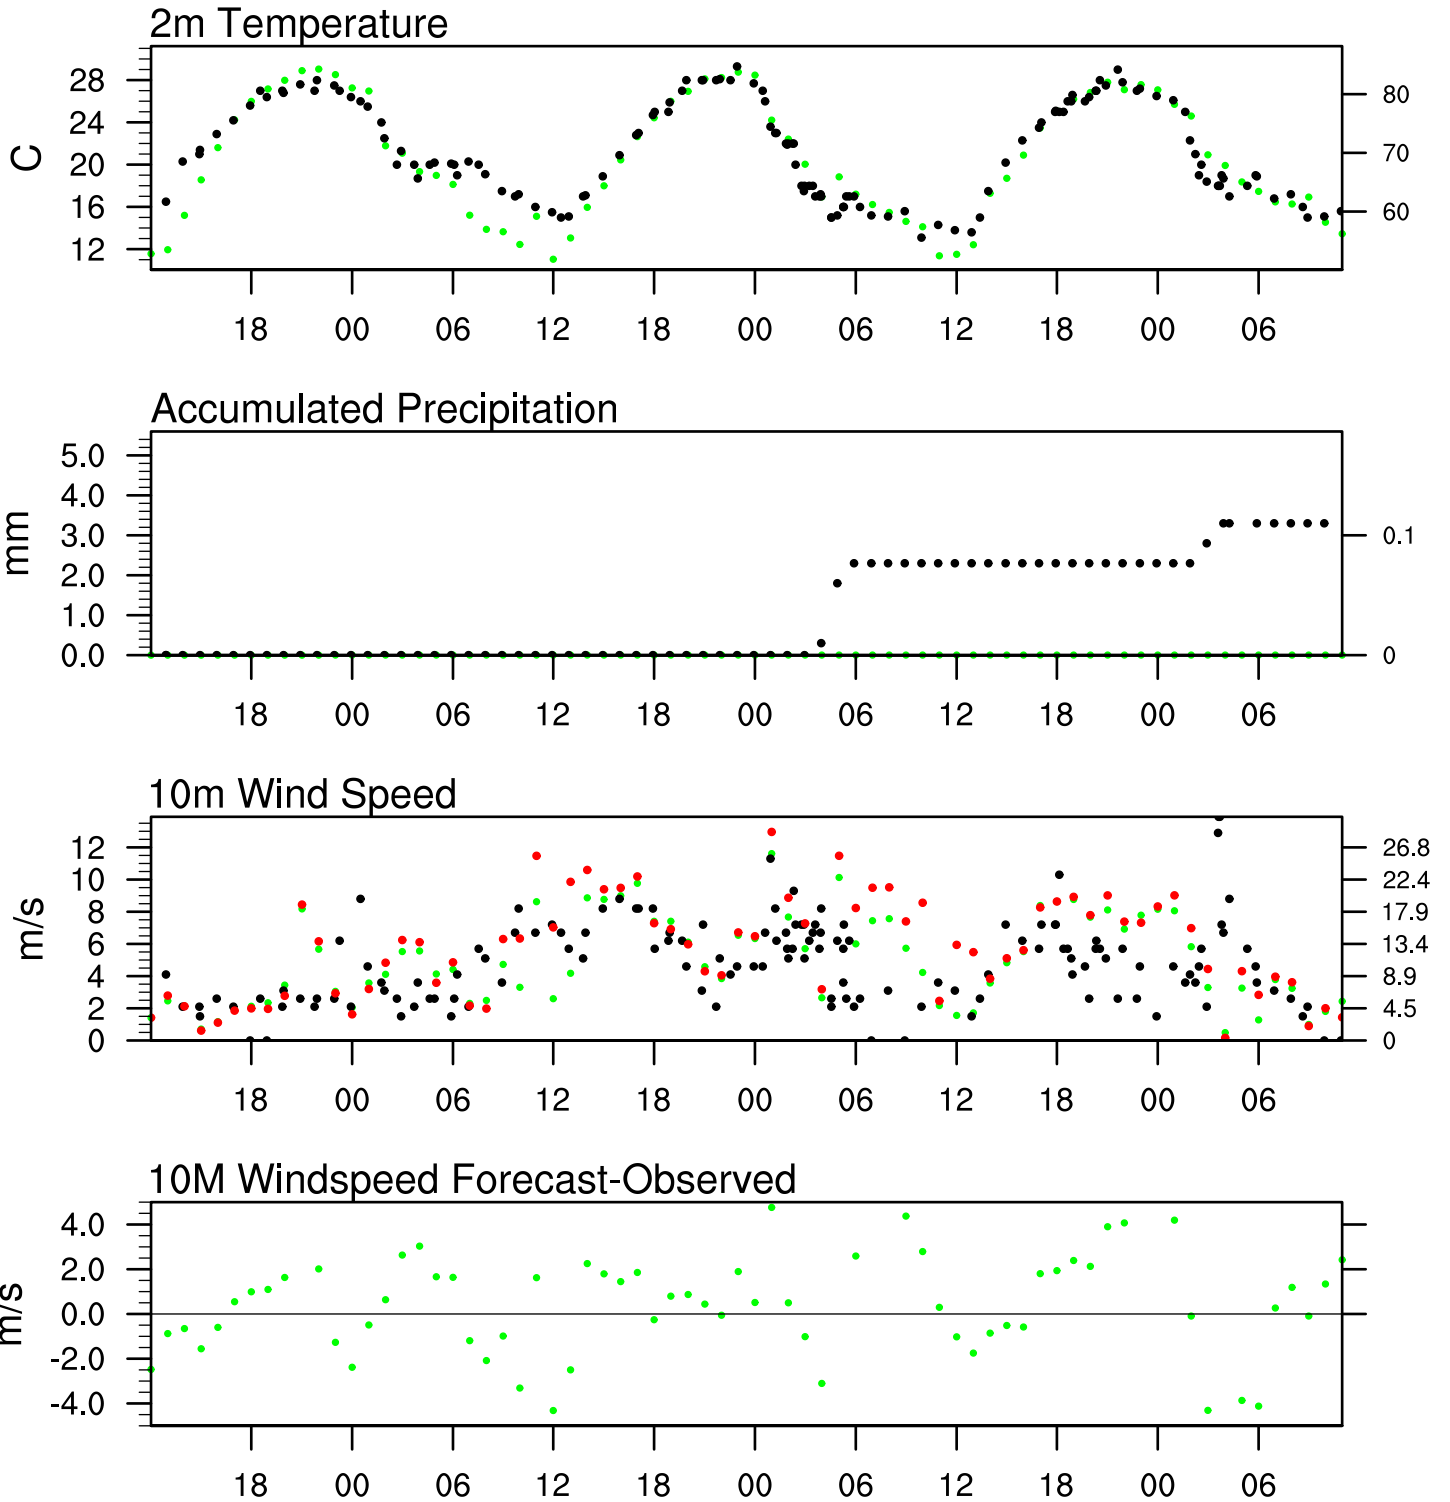 2m Temperature
28
24
20
16
12
C
80
70
60
18 00 06 12 18 00 06 12 18 00 06
Accumulated Precipitation
5.0
4.0
3.0
2.0
1.0
0.0
mm
0.1
0
18 00 06 12 18 00 06 12 18 00 06
10m Wind Speed
12
10
8
6
4
2
0
m/s
26.8
22.4
17.9
13.4
8.9
4.5
0
18 00 06 12 18 00 06 12 18 00 06
10M Windspeed Forecast-Observed
4.0
2.0
0.0
-2.0
-4.0
m/s
18 00 06 12 18 00 06 12 18 00 06